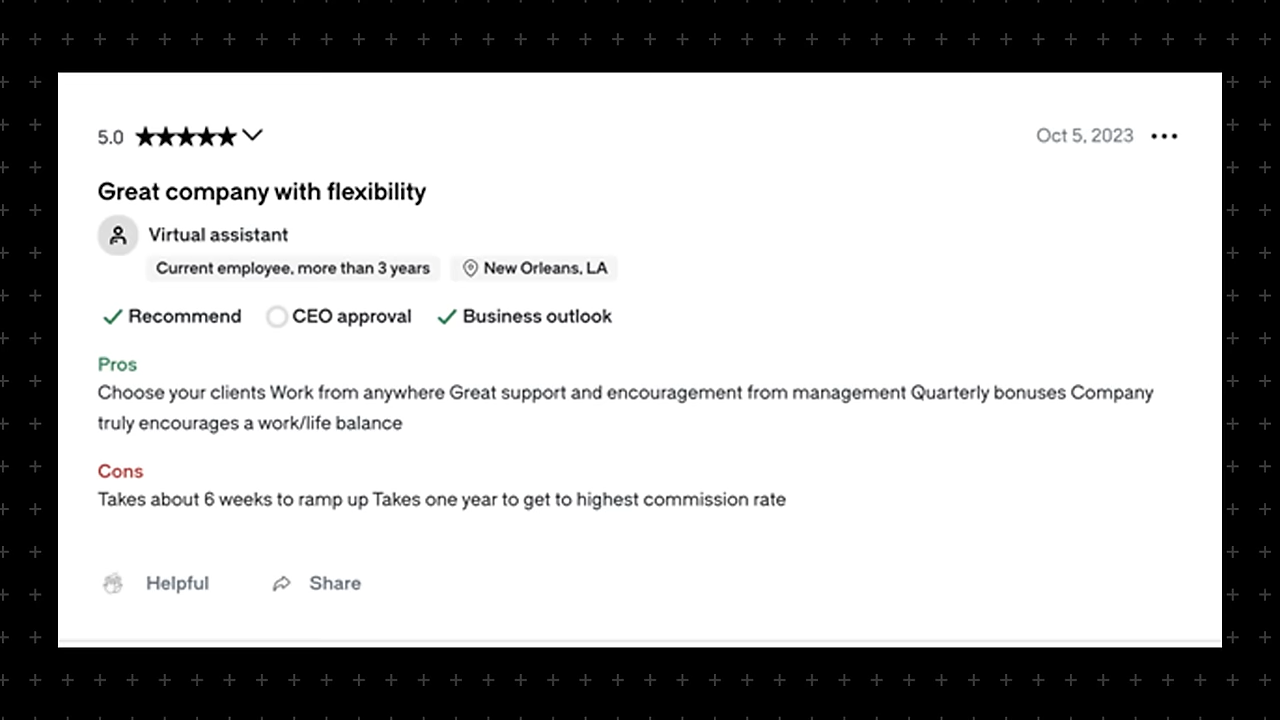 5.0 ★★★★★
Oct 5, 2023
Great company with flexibility
Virtual assistant
Current employee, more than 3 years
New Orleans, LA
Recommend
CEO approval
Business outlook
Pros
Choose your clients Work from anywhere Great support and encouragement from management Quarterly bonuses Company
truly encourages a work/life balance
Cons
Takes about 6 weeks to ramp up Takes one year to get to highest commission rate
Helpful
Share